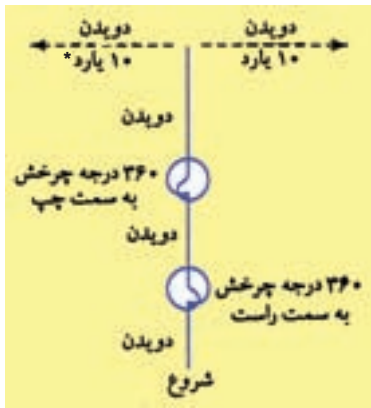 دویدن
۱۰ یارد
دویدن
۱۰ یارد*
دویدن
۳۶۰ درجه چرخش
به سمت چپ
دویدن
۳۶۰ درجه چرخش
به سمت راست
دویدن
شروع